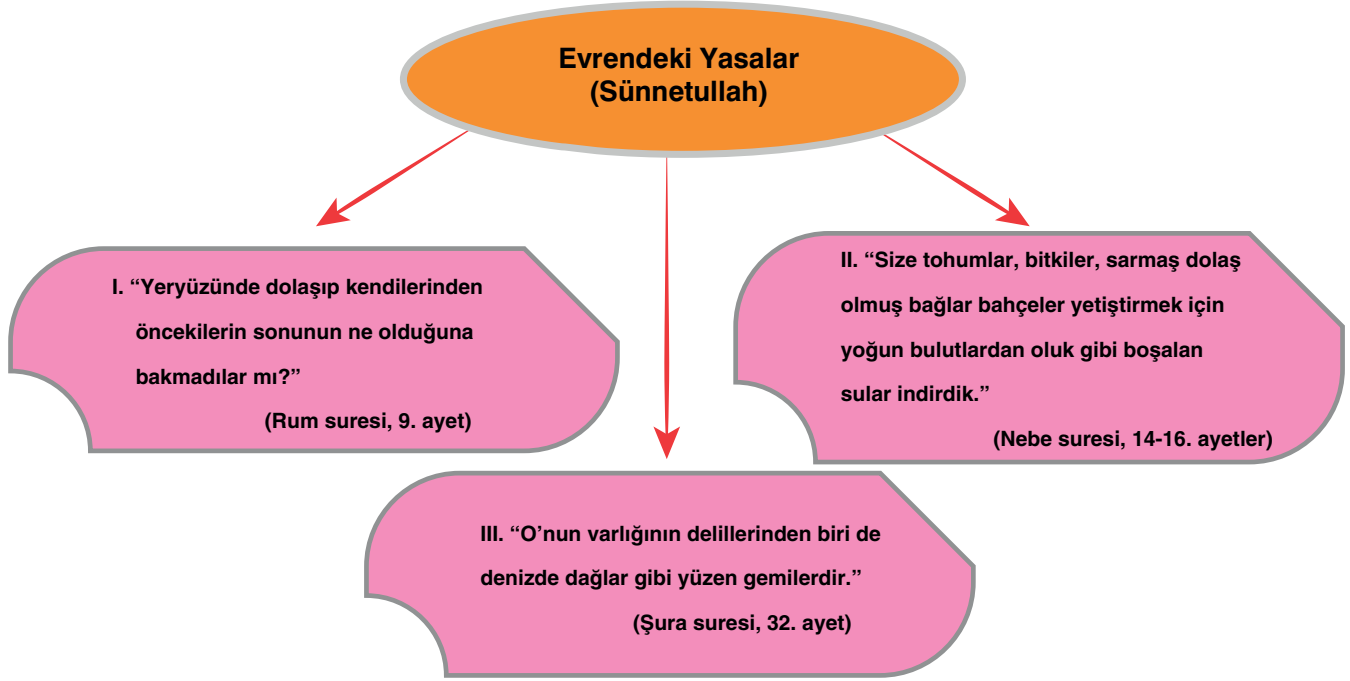 Evrendeki Yasalar
(Sünnetullah)
I. “Yeryüzünde dolaşıp kendilerinden
öncekilerin sonunun ne olduğuna
bakmadılar mı?”
(Rum suresi, 9. ayet)
II. “Size tohumlar, bitkiler, sarmaş dolaş
olmuş bağlar bahçeler yetiştirmek için
yoğun bulutlardan oluk gibi boşalan
sular indirdik.”
(Nebe suresi, 14-16. ayetler)
III. “O’nun varlığının delillerinden biri de
denizde dağlar gibi yüzen gemilerdir.”
(Şura suresi, 32. ayet)